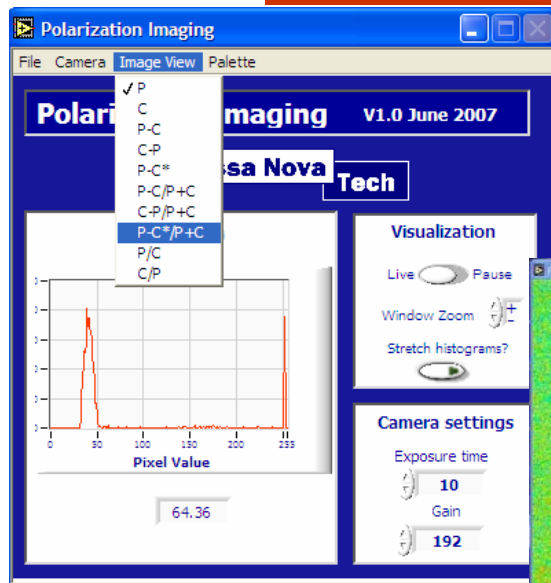 Polarization Imaging
File Camera Image View Palette
✓ P
C
P-C
C-P
P-C*
P-C/P+C
C-P/P+C
P-C*/P+C
P/C
C/P
Polari maging V1.0 June 2007
ssa Nova
Tech
Visualization
Live Pause
Window Zoom + -
Stretch histograms?
0 50 100 150 200 255
Pixel Value
64.36
Camera settings
Exposure time
10
Gain
192